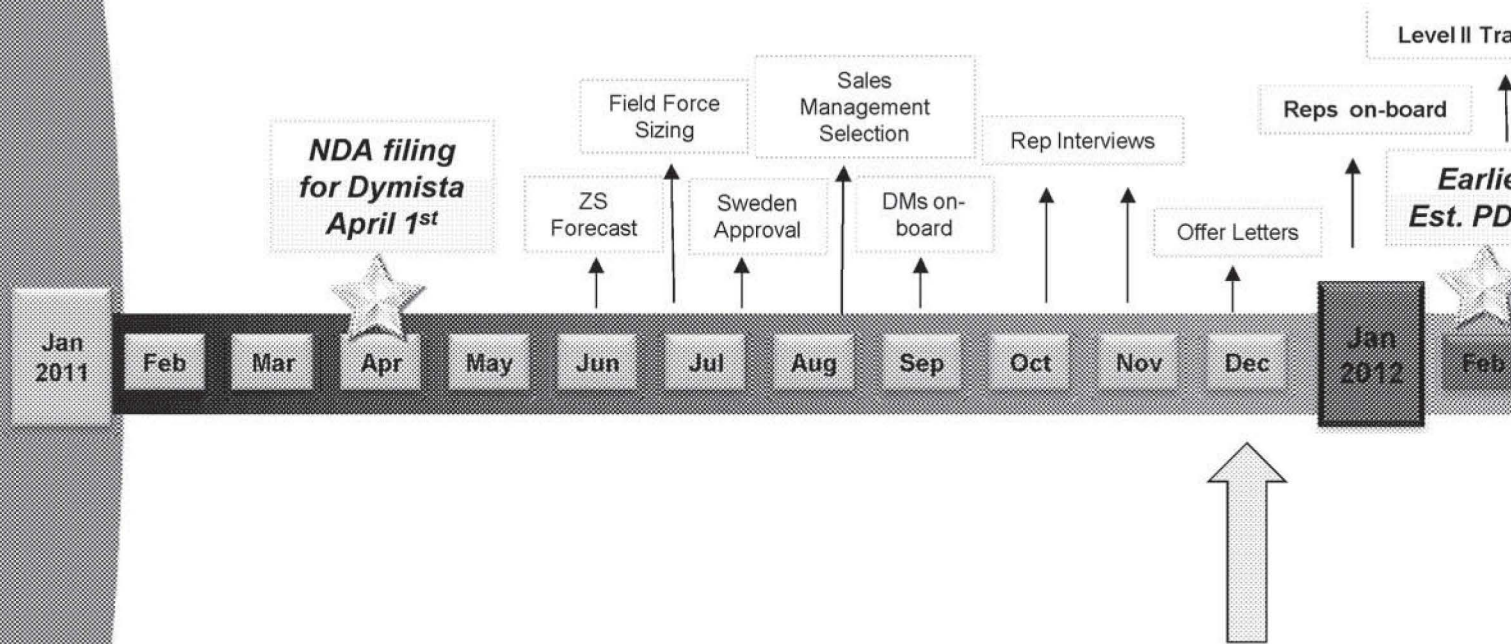 Level II Tra
Reps on-board
Sales
Management
Selection
Field Force
Sizing
Rep Interviews
NDA filing
for Dymista
April 1st
ZS
Forecast
Sweden
Approval
DMs on-
board
Offer Letters
Earlie
Est. PD
Jan
2011
Feb
Mar
Apr
May
Jun
Jul
Aug
Sep
Oct
Nov
Dec
Jan
2012
Feb